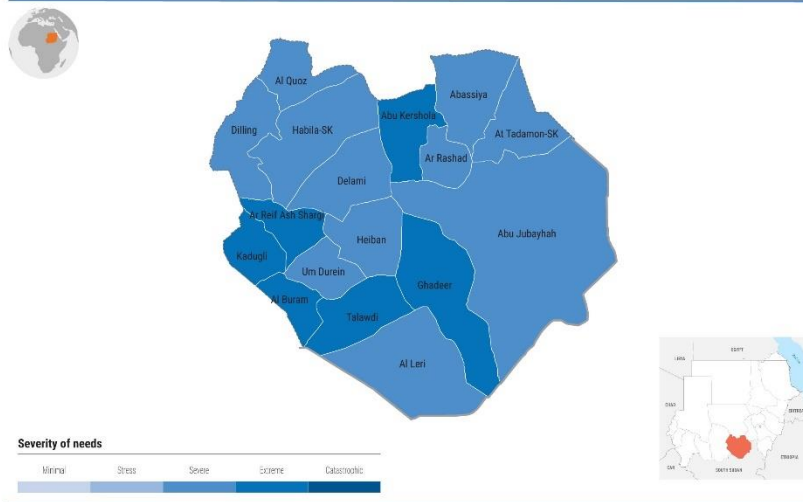 Al Quoz
Abassiya
Abu Kershola
Dilling
Habila-SK
At Tadamon-SK
Ar Rashad
Delami
Ar Reif Ash Shargi
Abu Jubayhah
Heiban
Kadugli
Um Durein
Ghadeer
Al Buram
Talawdi
Al Leri
EGYPT
CHAD
ERITREA
ETHIOPIA
CAR
SOUTH SUDAN
Severity of needs
Minimal Stress Severe Extreme Catastrophic